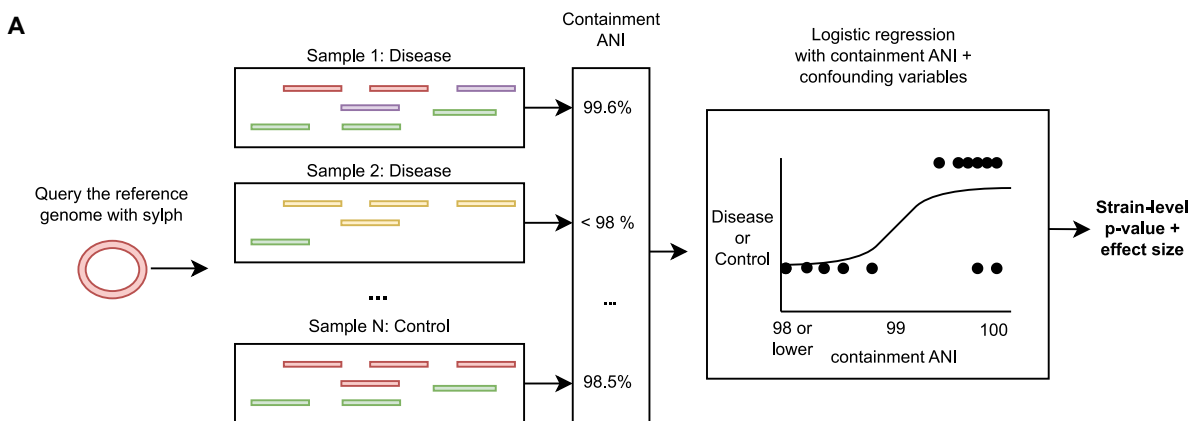 A
Query the reference
genome with sylph
Sample 1: Disease
Sample 2: Disease
...
Sample N: Control
Containment
ANI
99.6%
< 98 %
...
98.5%
Logistic regression
with containment ANI +
confounding variables
Disease
or
Control
98 or
lower
99
100
containment ANI
Strain-level
p-value +
effect size